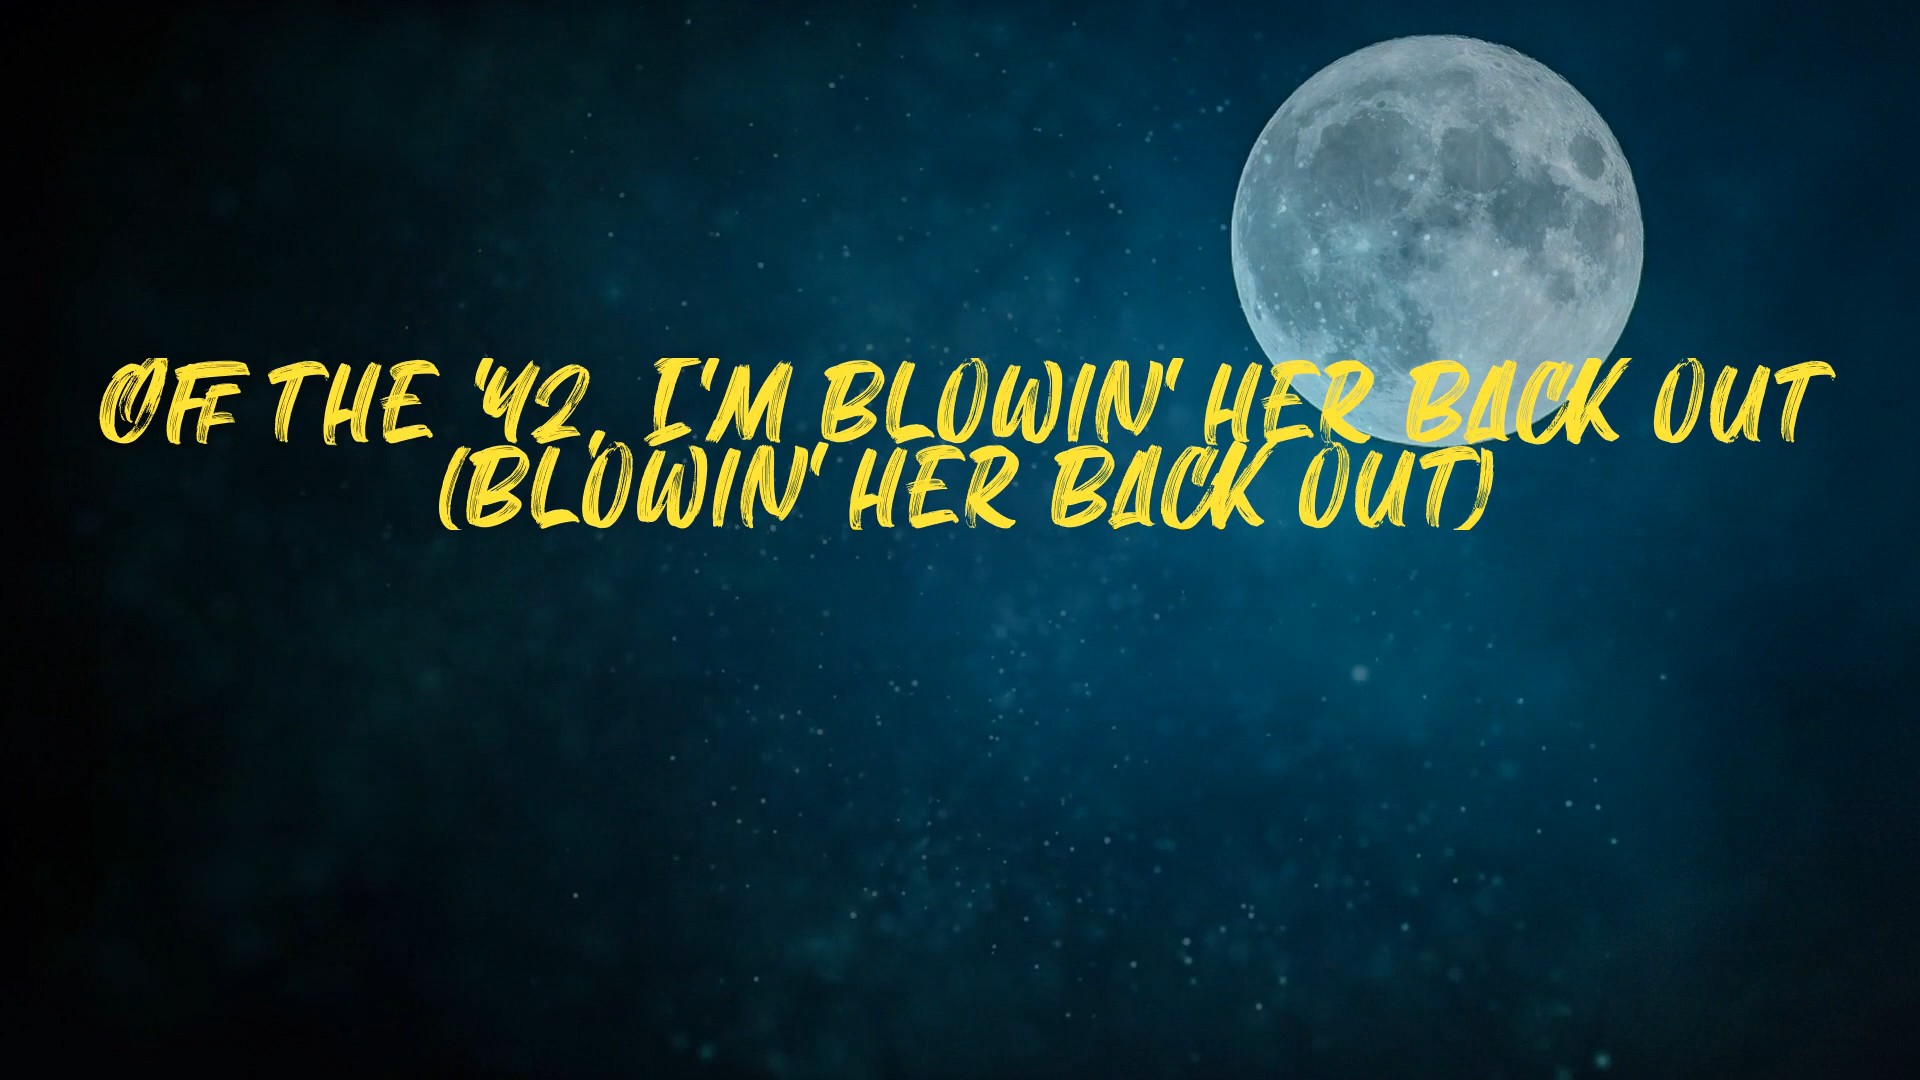 OFF THE '42, I'M BLOWIN' HER BACK OUT
(BLOWIN' HER BACK OUT)